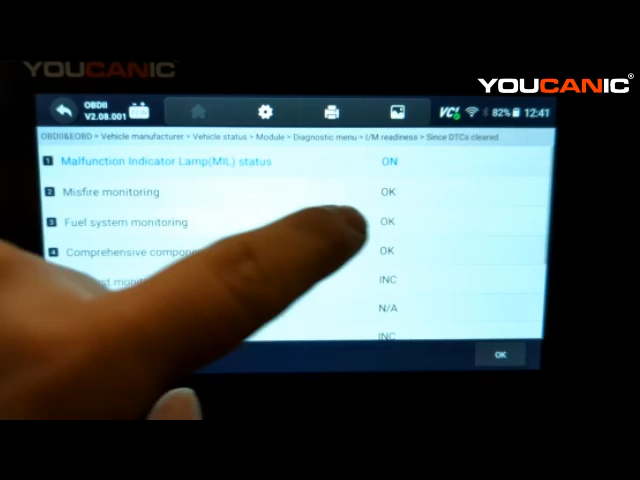 YOUCANIC
YOUCANIC®
OBDII
V2.08.001
VCI
82%
12:41
OBDII&EOBD > Vehicle manufacturer > Vehicle status > Module > Diagnostic menu > I/M readiness > Since DTCs cleared
1 Malfunction Indicator Lamp(MIL) status ON
2 Misfire monitoring OK
3 Fuel system monitoring OK
4 Comprehensive OK
INC
N/A
INC
OK